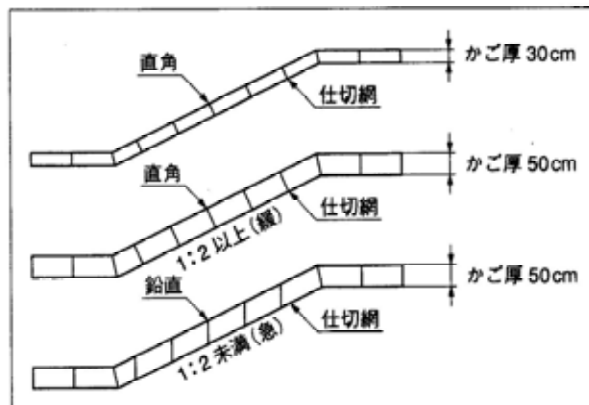 直角
かご厚 30cm
仕切網
直角
かご厚 50cm
仕切網
1:2 以上(緩)
鉛直
かご厚 50cm
仕切網
1:2 未満(急)